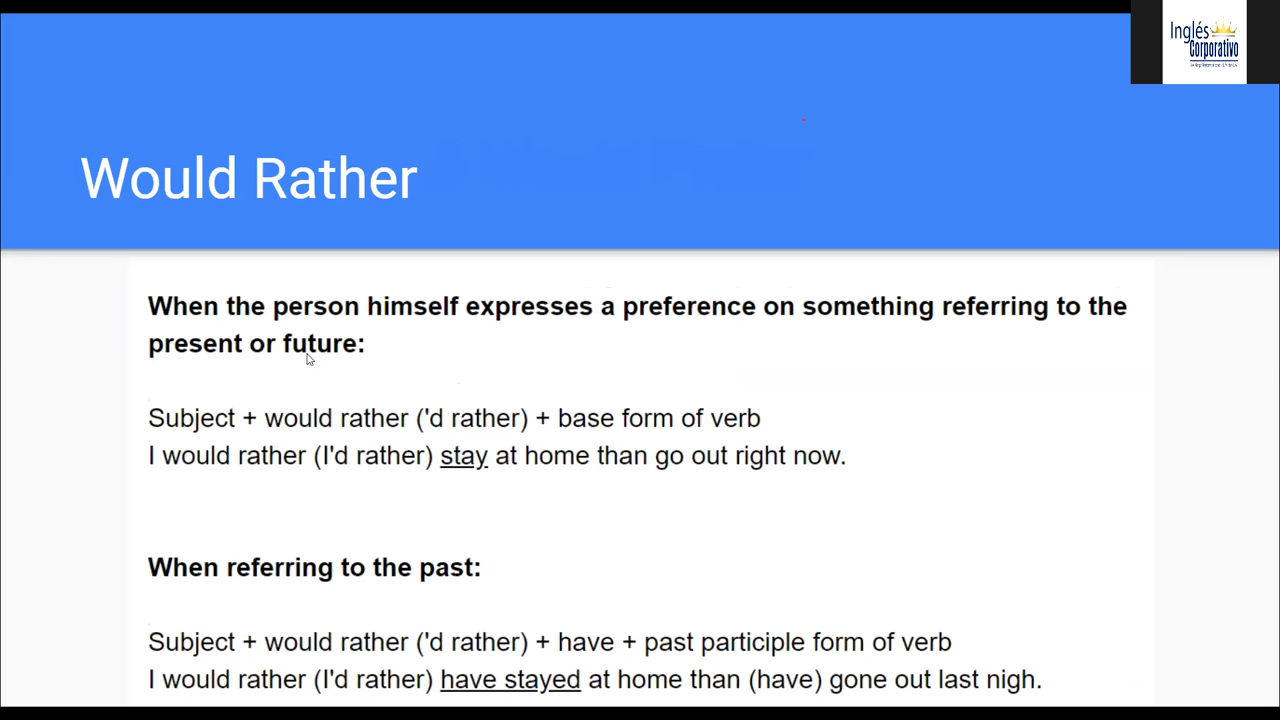 Inglés
Corporativo
Would Rather
When the person himself expresses a preference on something referring to the
present or future:
Subject + would rather ('d rather) + base form of verb
I would rather (I'd rather) stay at home than go out right now.
When referring to the past:
Subject + would rather ('d rather) + have + past participle form of verb
I would rather (I'd rather) have stayed at home than (have) gone out last nigh.